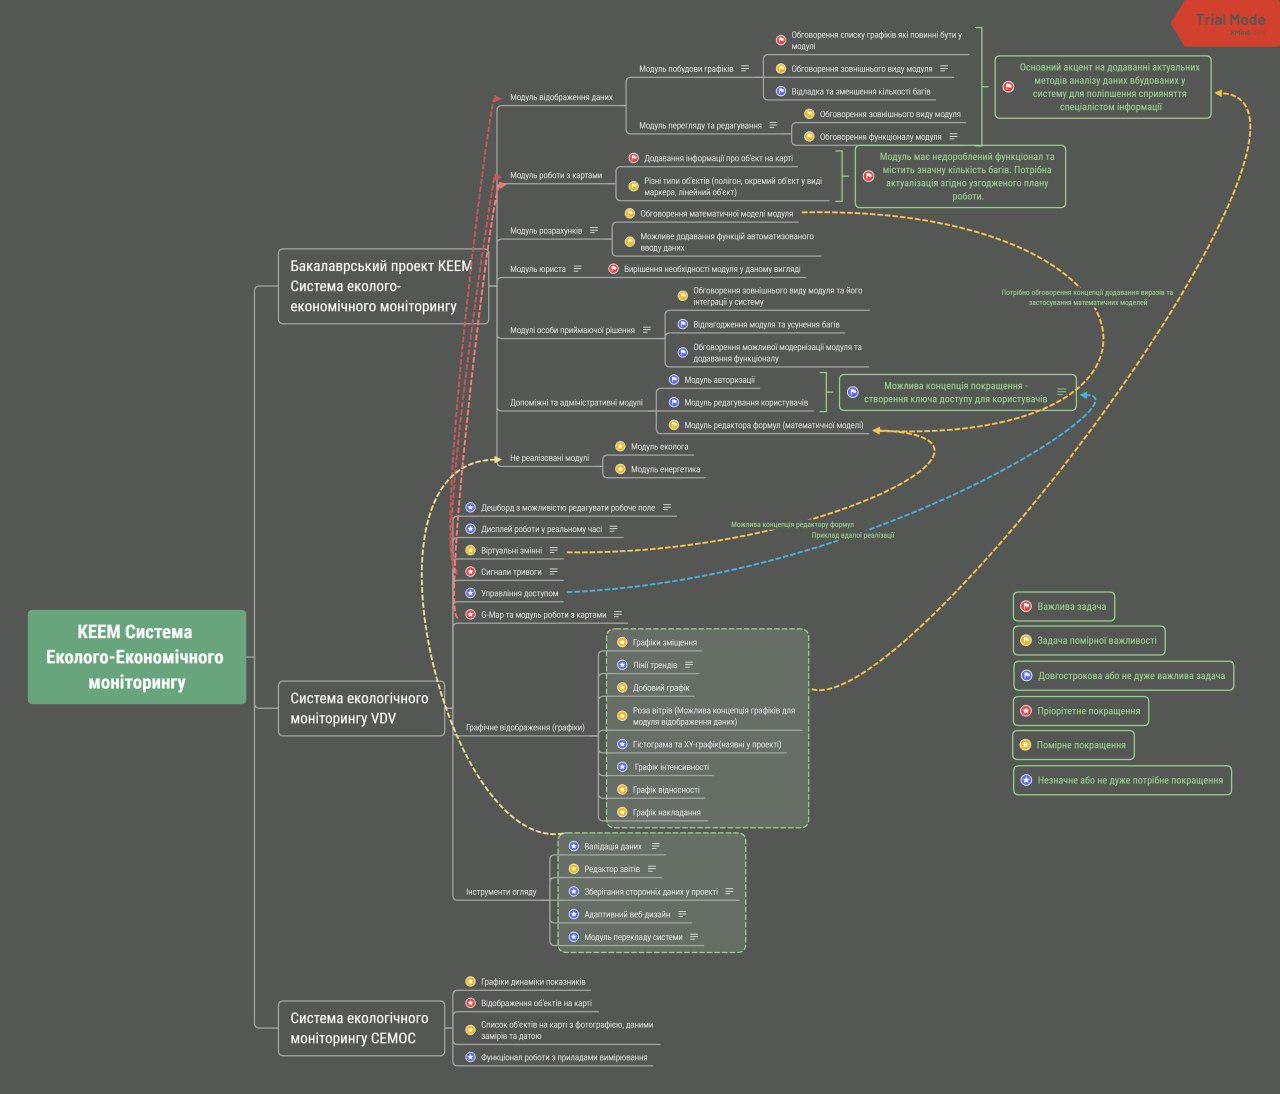 Trial Mode
Обговорення списку графіків які повинні бути у
модулі
Модуль побудови графіків
Обговорення зовнішнього виду модуля
Відладка та зменшення кількості багів
Основний акцент на додаванні актуальних
методів аналізу даних вбудованих у
систему для поліпшення сприяння
спеціалістом інформації
Модуль відображення даних
Обговорення зовнішнього виду модуля
Модуль перегляду та редагування
Обговорення функціоналу модуля
Додавання інформації про об'єкт на карті
Модуль роботи з картами
Різні типи об'єктів (полігон, окремий об'єкт у виді
маркера, лінійний об'єкт)
Модуль має недороблений функціонал та
містить значну кількість багів. Потрібна
актуалізація згідно узгодженого плану
роботи.
Обговорення математичної моделі модуля
Модуль розрахунків
Можливе додавання функцій автоматизованого
вводу даних
Модуль юриста
Вирішення необхідності модуля у даному вигляді
Бакалаврський проект КЕЕМ
Система еколого-
економічного моніторингу
Обговорення зовнішнього виду модуля та його
інтеграції у систему
Потрібно обговорення концепції додавання виразів та
застосування математичних моделей
Модулі особи приймаючої рішення
Відлагодження модуля та усунення багів
Обговорення можливої модернізації модуля та
додавання функціоналу
Модуль авторизації
Допоміжні та адміністративні модулі
Модуль редагування користувачів
Можлива концепція покращення -
створення ключа доступу для користувачів
Модуль редактора формул (математичної моделі)
Модуль еколога
Не реалізовані модулі
Модуль енергетика
Дешборд з можливістю редагувати робоче поле
Дисплей роботи у реальному часі
Можлива концепція редактору формул
Приклад вдалої реалізації
Віртуальні змінні
Сигнали тривоги
Управління доступом
G-Map та модуль роботи з картами
КЕЕМ Система
Еколого-Економічного
моніторингу
Система екологічного
моніторингу VDV
Графіки зміщення
Лінії трендів
Добовий графік
Роза вітрів (Можлива концепція графіків для
модуля відображення даних)
Графічне відображення (графіки)
Гістограма та XY-графік(наявні у проекті)
Графік інтенсивності
Графік відносності
Графік накладання
Валідація даних
Редактор звітів
Інструменти огляду
Зберігання сторонніх даних у проекті
Адаптивний веб-дизайн
Модуль перекладу системи
Важлива задача
Задача помірної важливості
Довгострокова або не дуже важлива задача
Пріорітетне покращення
Помірне покращення
Незначне або не дуже потрібне покращення
Графіки динаміки показників
Відображення об'єктів на карті
Система екологічного
моніторингу СЕМОС
Список об'єктів на карті з фотографією, даними
замірів та датою
Функціонал роботи з приладами вимірювання